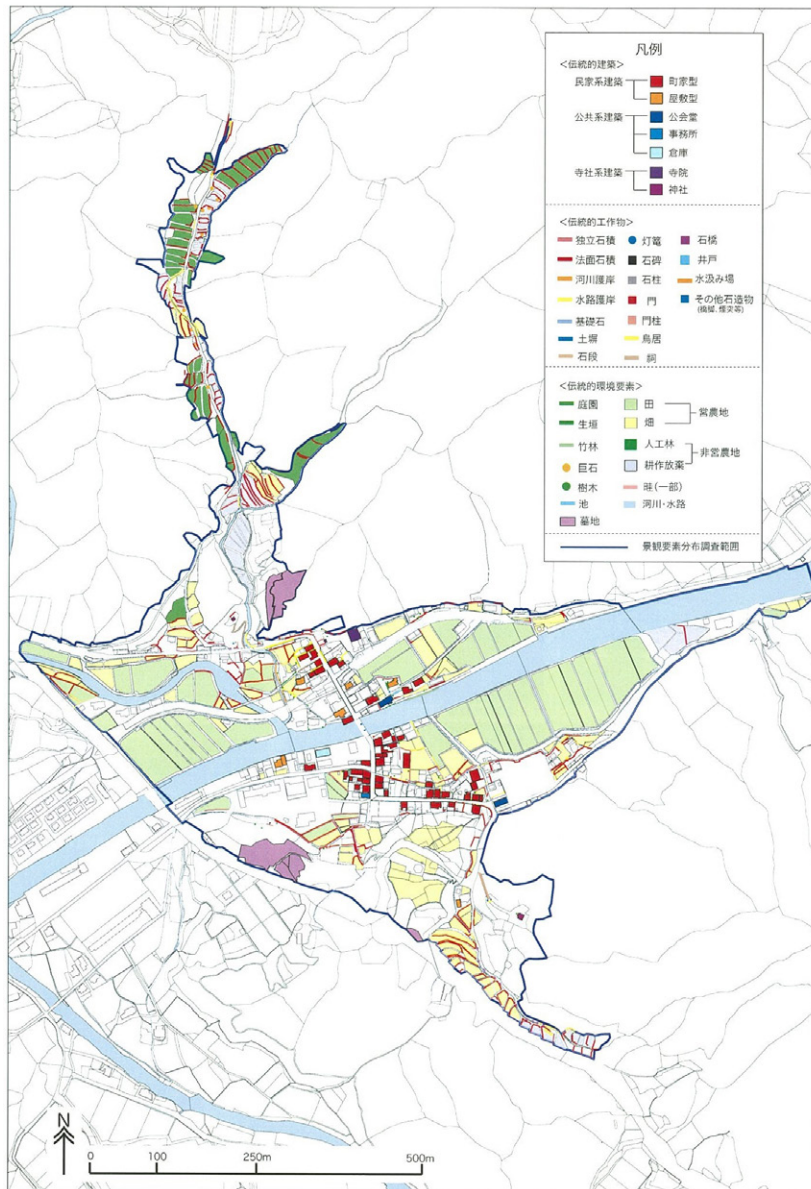 凡例
<伝統的建築>
民家系建築
町家型
屋敷型
公共系建築
公会堂
事務所
倉庫
寺社系建築
寺院
神社
<伝統的工作物>
独立石積 灯篭 石橋
法面石積 石碑 井戸
河川護岸 石柱 水汲み場
水路護岸 門 その他石造物
(橋脚、煙突等)
基礎石 門柱
土塀 鳥居
石段 祠
<伝統的環境要素>
庭園 田 営農地
生垣 畑
竹林 人工林 非営農地
巨石 耕作放棄
樹木 畦(一部)
池 河川・水路
墓地
景観要素分布調査範囲
N
0 100 250m 500m